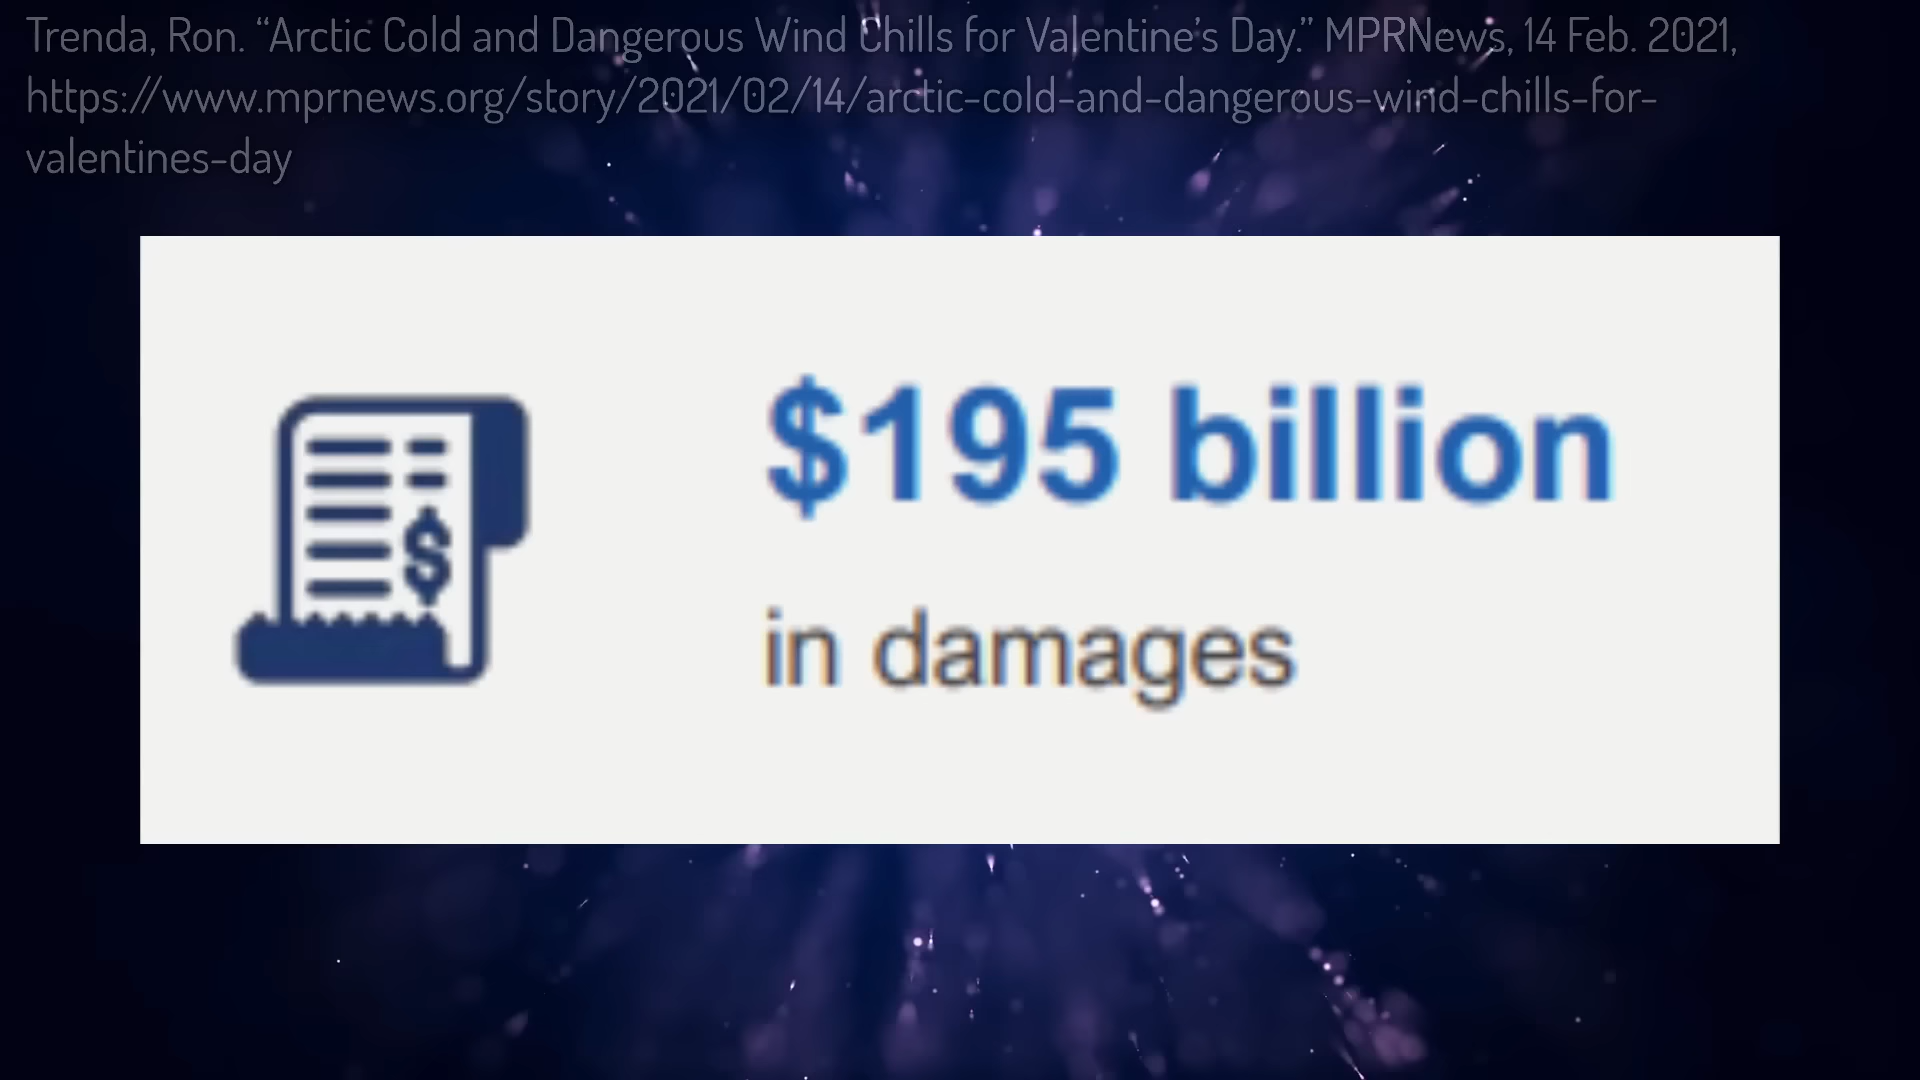 Trenda, Ron. “Arctic Cold and Dangerous Wind Chills for Valentine’s Day.” MPRNews, 14 Feb. 2021,
https://www.mprnews.org/story/2021/02/14/arctic-cold-and-dangerous-wind-chills-for-
valentines-day
$195 billion
in damages